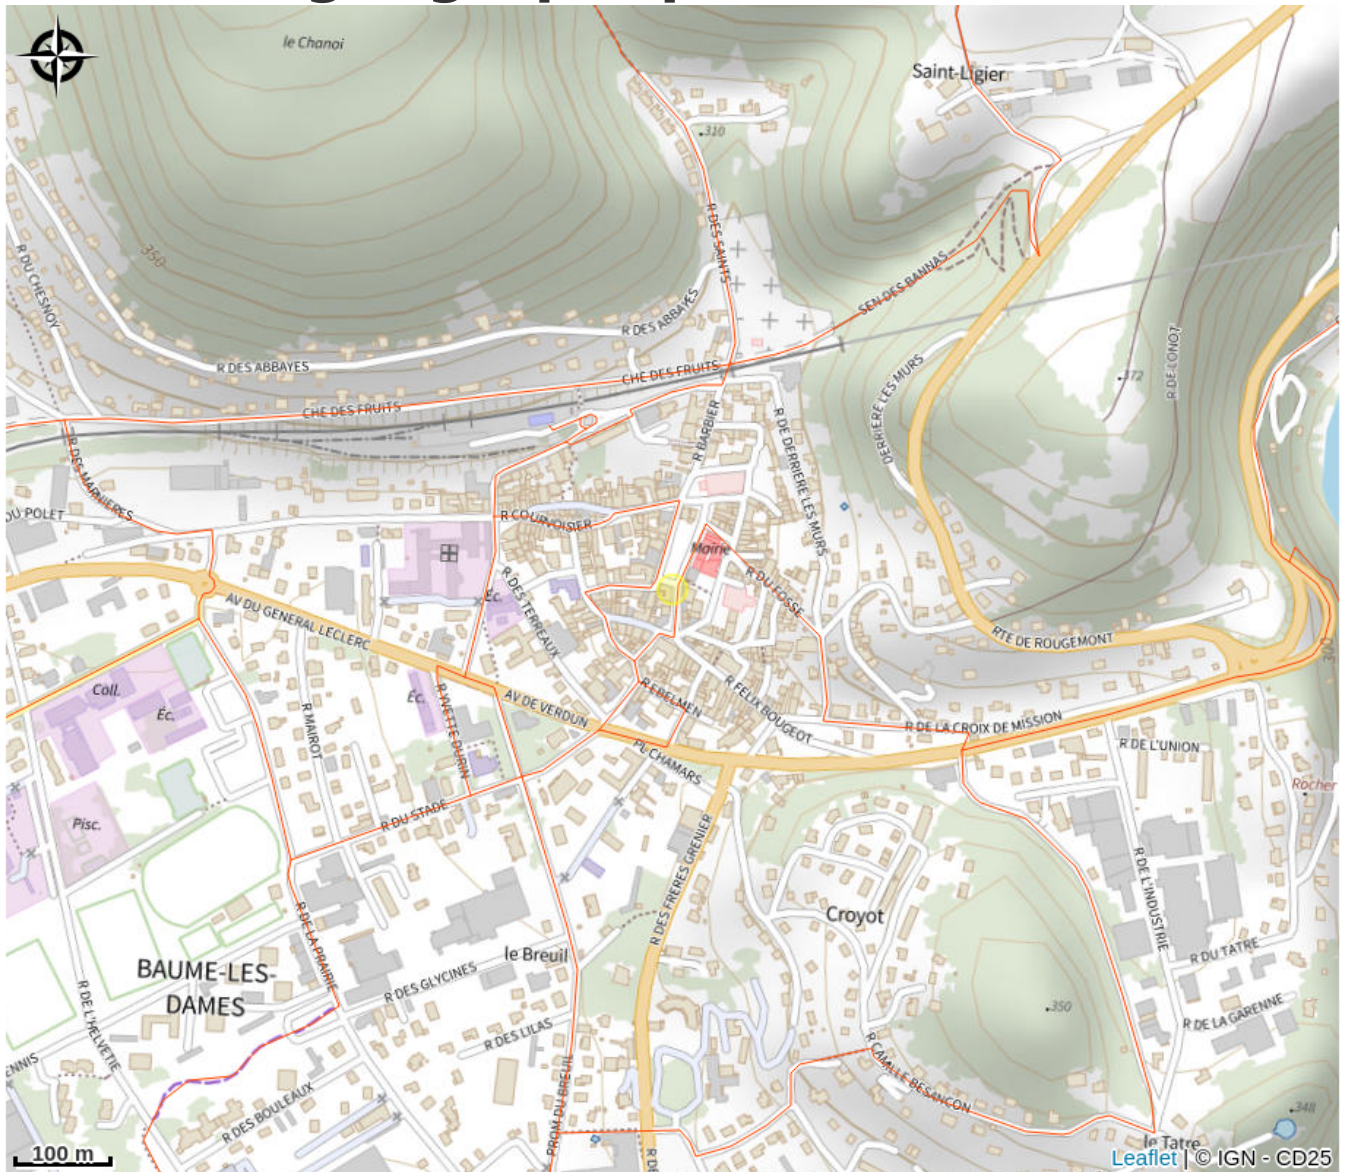 le Chanoi
Saint-Ligier
310
R DES SAINTS
350
R DU CHESNOY
SEN DES BANNAS
R DES ABBAYES
R DES ABBAYES
R DE LONOT
DERRIERE LES MURS
CHE DES FRUITS
372
CHE DES FRUITS
R BARBIER
R DE DERRIERE LES MURS
R DES MARNIERES
DU POLET
R COURVOISIER
Mairie
R DU FOSSE
R DES TERREAUX
Éc.
AV DU GENERAL LECLERC
RTE DE ROUGEMONT
300
Coll.
Éc.
Éc.
R YVETTE DURIN
R EBELMEN
R FELIX BOUGEOT
AV DE VERDUN
R MAIROT
PL CHAMARS
R DE LA CROIX DE MISSION
R DE L'UNION
Rocher
R DU STADE
Pisc.
R DES FRERES GRENIER
R DE L'INDUSTRIE
Croyot
R DE LA PRAIRIE
le Breuil
R DU TATRE
BAUME-LES-
DAMES
R DES GLYCINES
350
R DE L'HELVETIE
R DE LA GARENNE
R DES LILAS
ENNIS
R CAMILLE BESANCON
PROM DU BREUIL
R DES BOULEAUX
348
le Tatre
100 m
Leaflet | © IGN - CD25